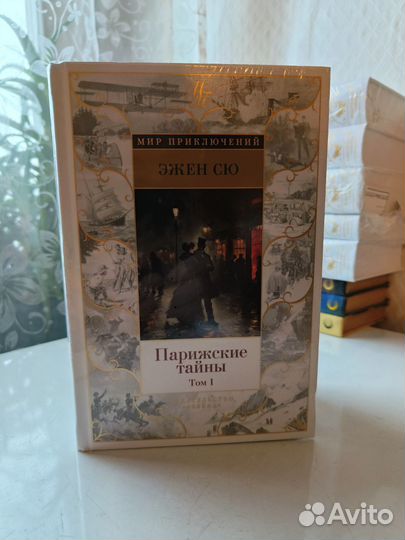 МИР ПРИКЛЮЧЕНИЙ
ЭЖЕН СЮ
Парижские
тайны
Том 1
Avito